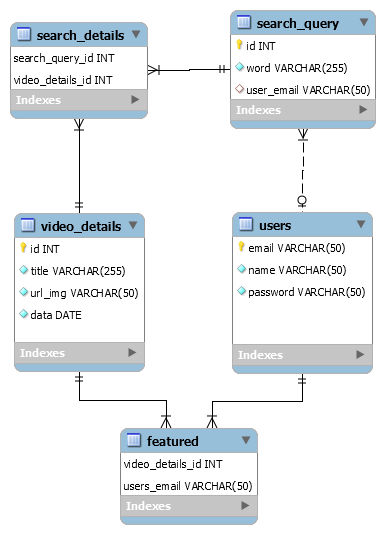 search_details
search_query_id INT
video_details_id INT
Indexes
search_query
id INT
word VARCHAR(255)
user_email VARCHAR(50)
Indexes
video_details
id INT
title VARCHAR(255)
url_img VARCHAR(50)
data DATE
Indexes
users
email VARCHAR(50)
name VARCHAR(50)
password VARCHAR(50)
Indexes
featured
video_details_id INT
users_email VARCHAR(50)
Indexes